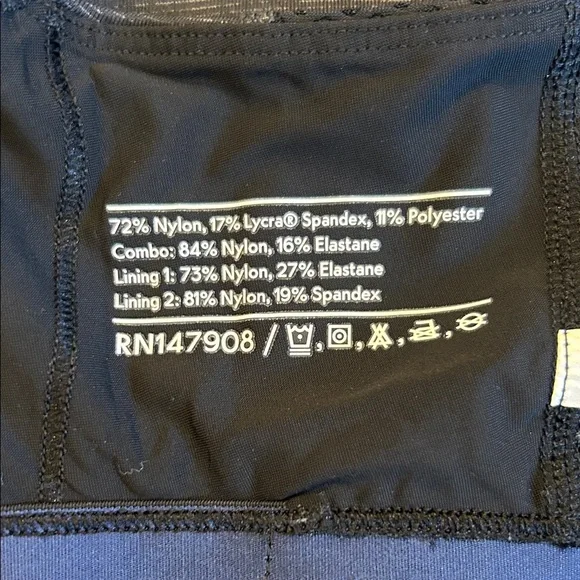 72% Nylon, 17% Lycra® Spandex, 11% Polyester
Combo: 84% Nylon, 16% Elastane
Lining 1: 73% Nylon, 27% Elastane
Lining 2: 81% Nylon, 19% Spandex
RN147908 /